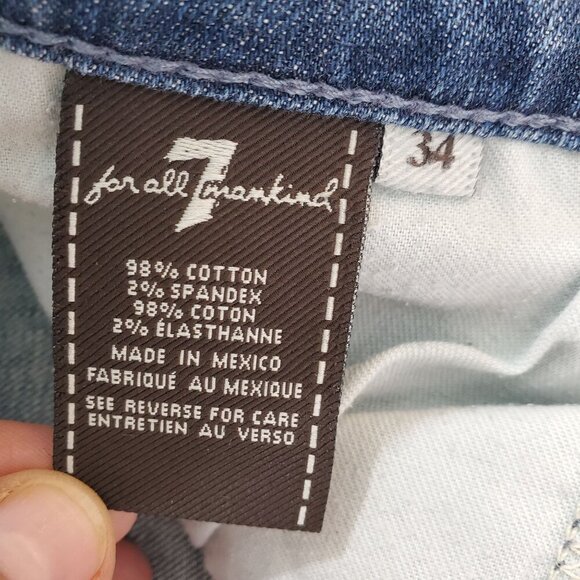 7
for all mankind
34
98% COTTON
2% SPANDEX
98% COTON
2% ÉLASTHANNE
MADE IN MEXICO
FABRIQUÉ AU MEXIQUE
SEE REVERSE FOR CARE
ENTRETIEN AU VERSO